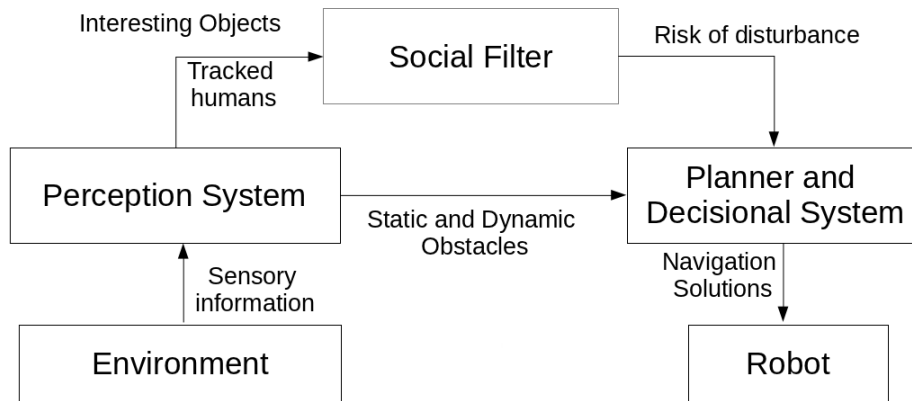 Interesting Objects
Tracked
humans
Social Filter
Risk of disturbance
Perception System
Static and Dynamic
Obstacles
Planner and
Decisional System
Sensory
information
Navigation
Solutions
Environment
Robot